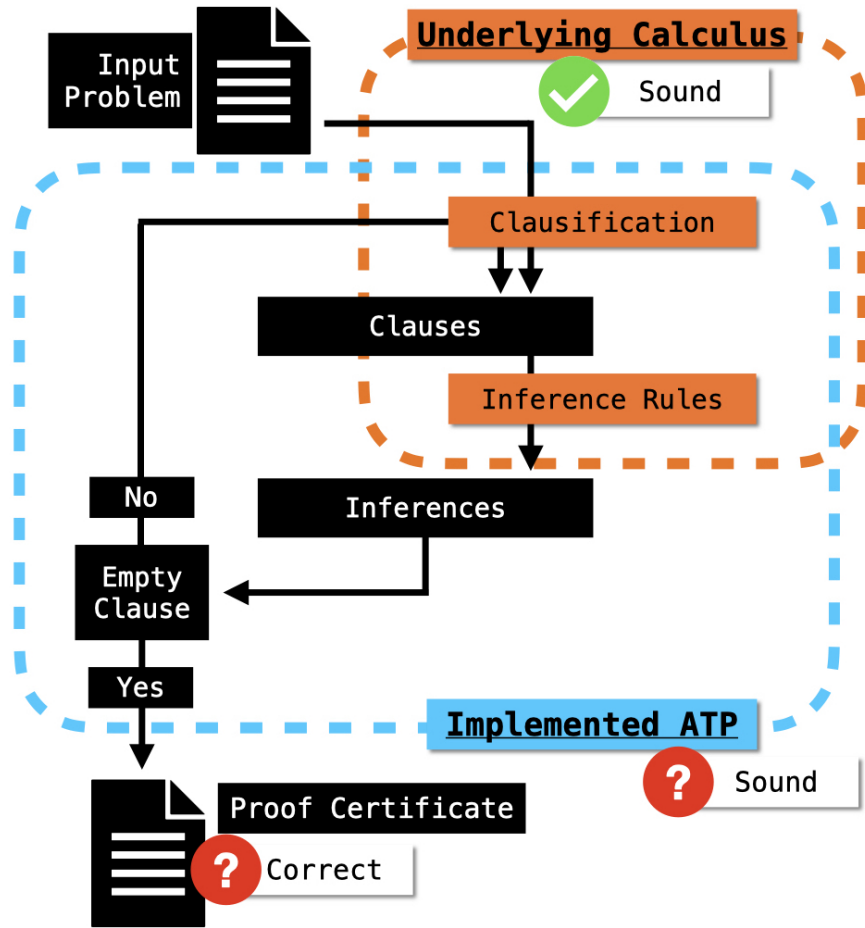 Underlying Calculus
Input
Problem
Sound
Clausification
Clauses
Inference Rules
No
Inferences
Empty
Clause
Yes
Implemented ATP
?
Sound
Proof Certificate
?
Correct